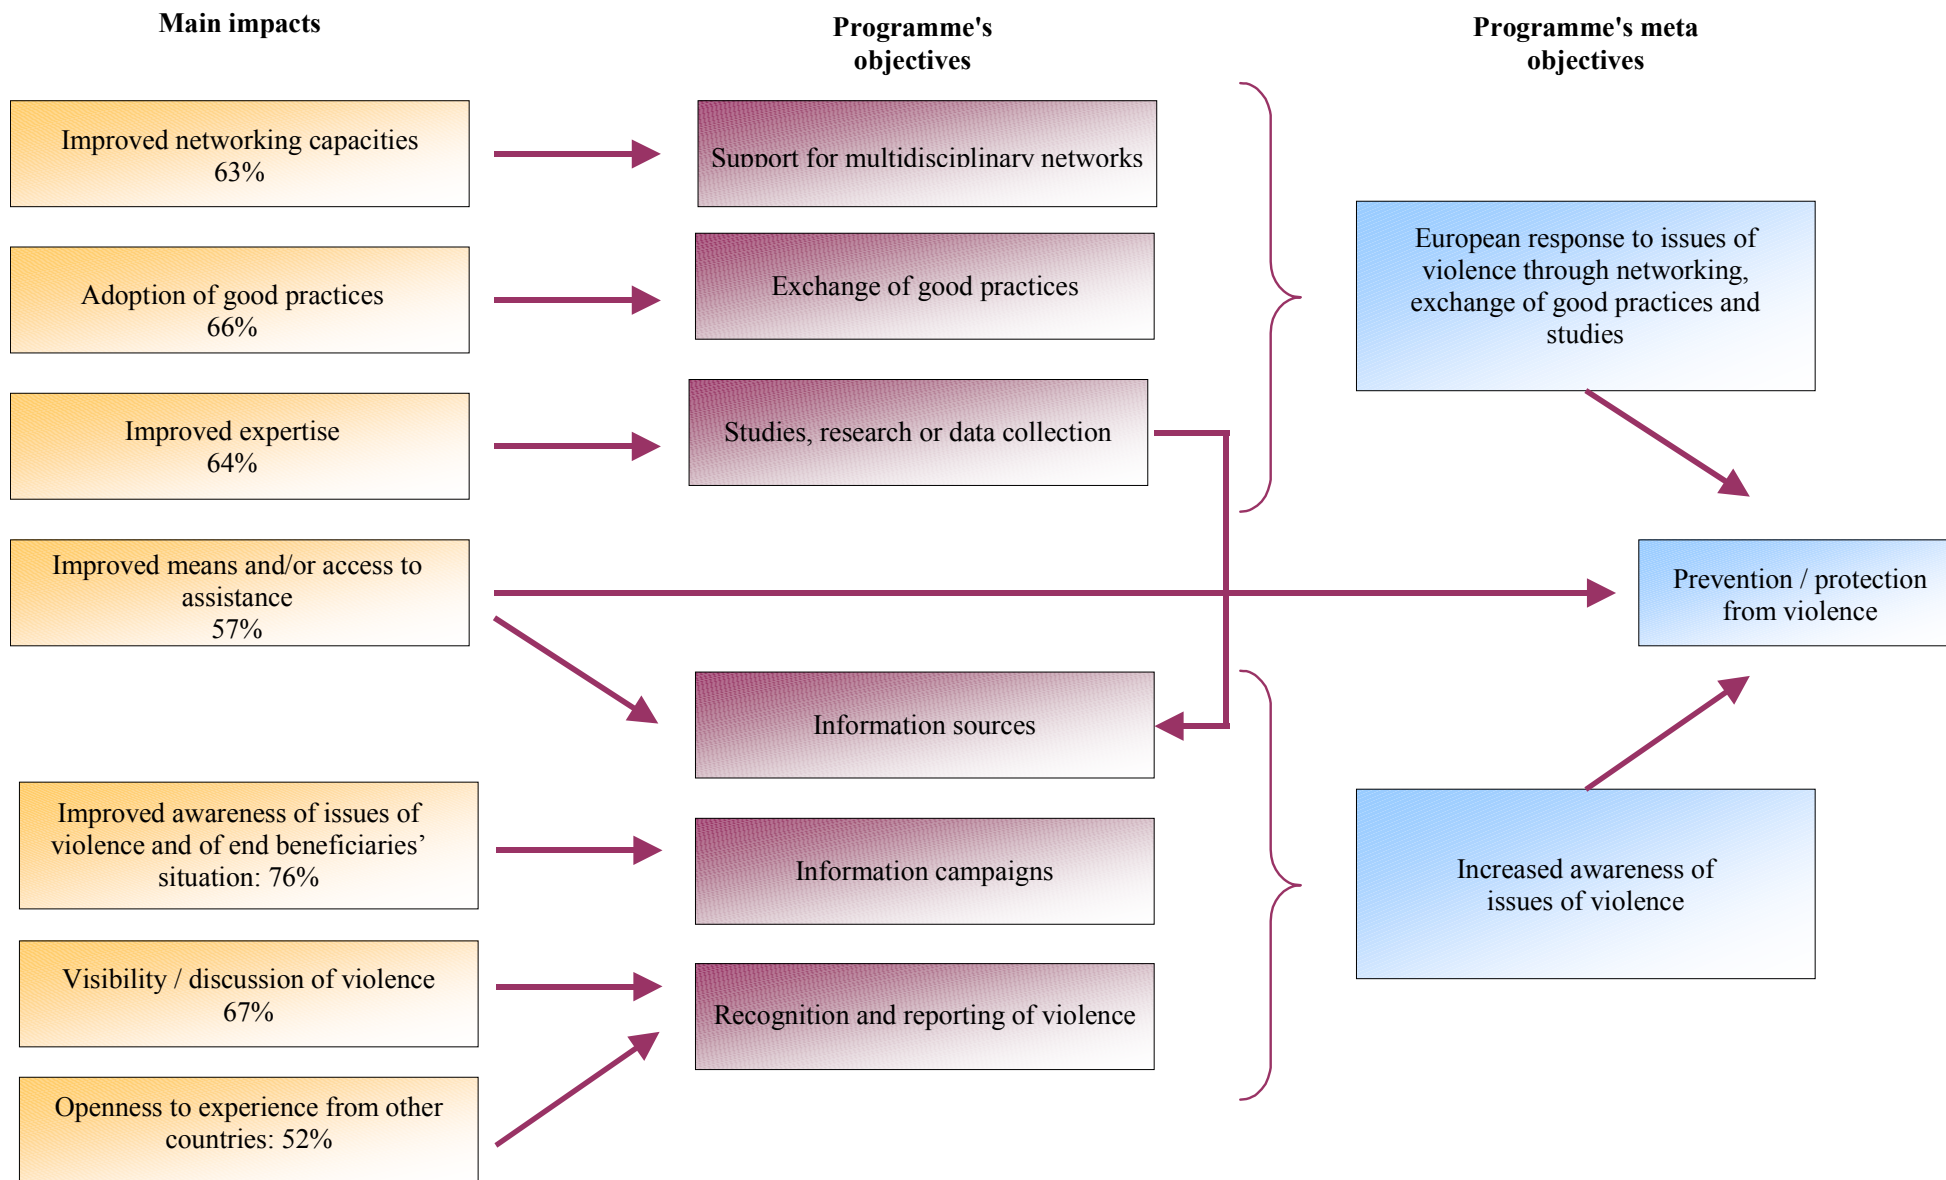 Main impacts
Programme's
objectives
Programme's meta
objectives
Improved networking capacities
63%
Support for multidisciplinary networks
Adoption of good practices
66%
Exchange of good practices
European response to issues of
violence through networking,
exchange of good practices and
studies
Improved expertise
64%
Studies, research or data collection
Improved means and/or access to
assistance
57%
Prevention / protection
from violence
Information sources
Improved awareness of issues of
violence and of end beneficiaries’
situation: 76%
Information campaigns
Increased awareness of
issues of violence
Visibility / discussion of violence
67%
Recognition and reporting of violence
Openness to experience from other
countries: 52%